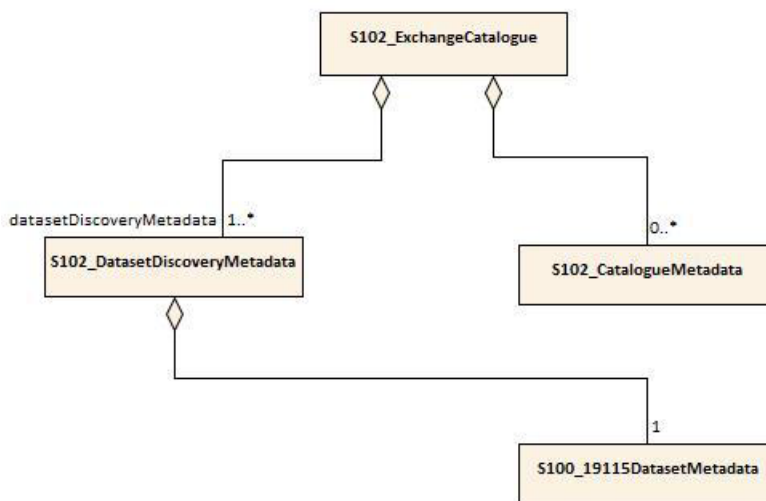 S102_ExchangeCatalogue
datasetDiscoveryMetadata 1..*
0..*
S102_DatasetDiscoveryMetadata
S102_CatalogueMetadata
1
S100_19115DatasetMetadata